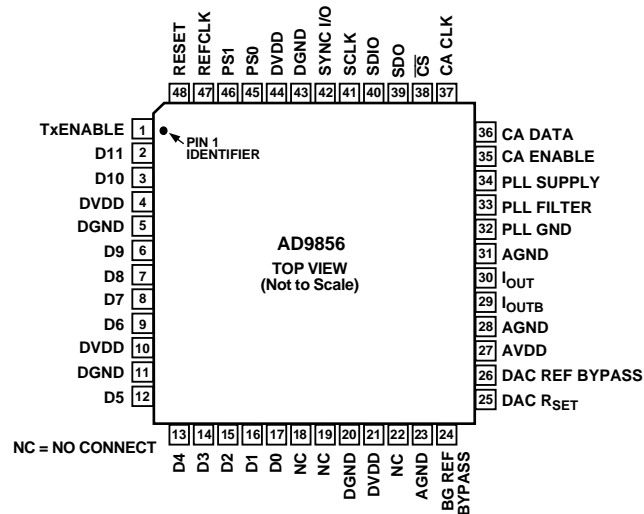 RESET
REFCLK
PS1
PS0
DVDD
DGND
SYNC I/O
SCLK
SDIO
SDO
CS
CA CLK
48
47
46
45
44
43
42
41
40
39
38
37
TxENABLE 1
D11 2
D10 3
DVDD 4
DGND 5
D9 6
D8 7
D7 8
D6 9
DVDD 10
DGND 11
D5 12
PIN 1
IDENTIFIER
AD9856
TOP VIEW
(Not to Scale)
36 CA DATA
35 CA ENABLE
34 PLL SUPPLY
33 PLL FILTER
32 PLL GND
31 AGND
30 IOUT
29 IOUTB
28 AGND
27 AVDD
26 DAC REF BYPASS
25 DAC RSET
13
14
15
16
17
18
19
20
21
22
23
24
NC = NO CONNECT
D4
D3
D2
D1
D0
NC
NC
DGND
DVDD
NC
AGND
BG REF
BYPASS